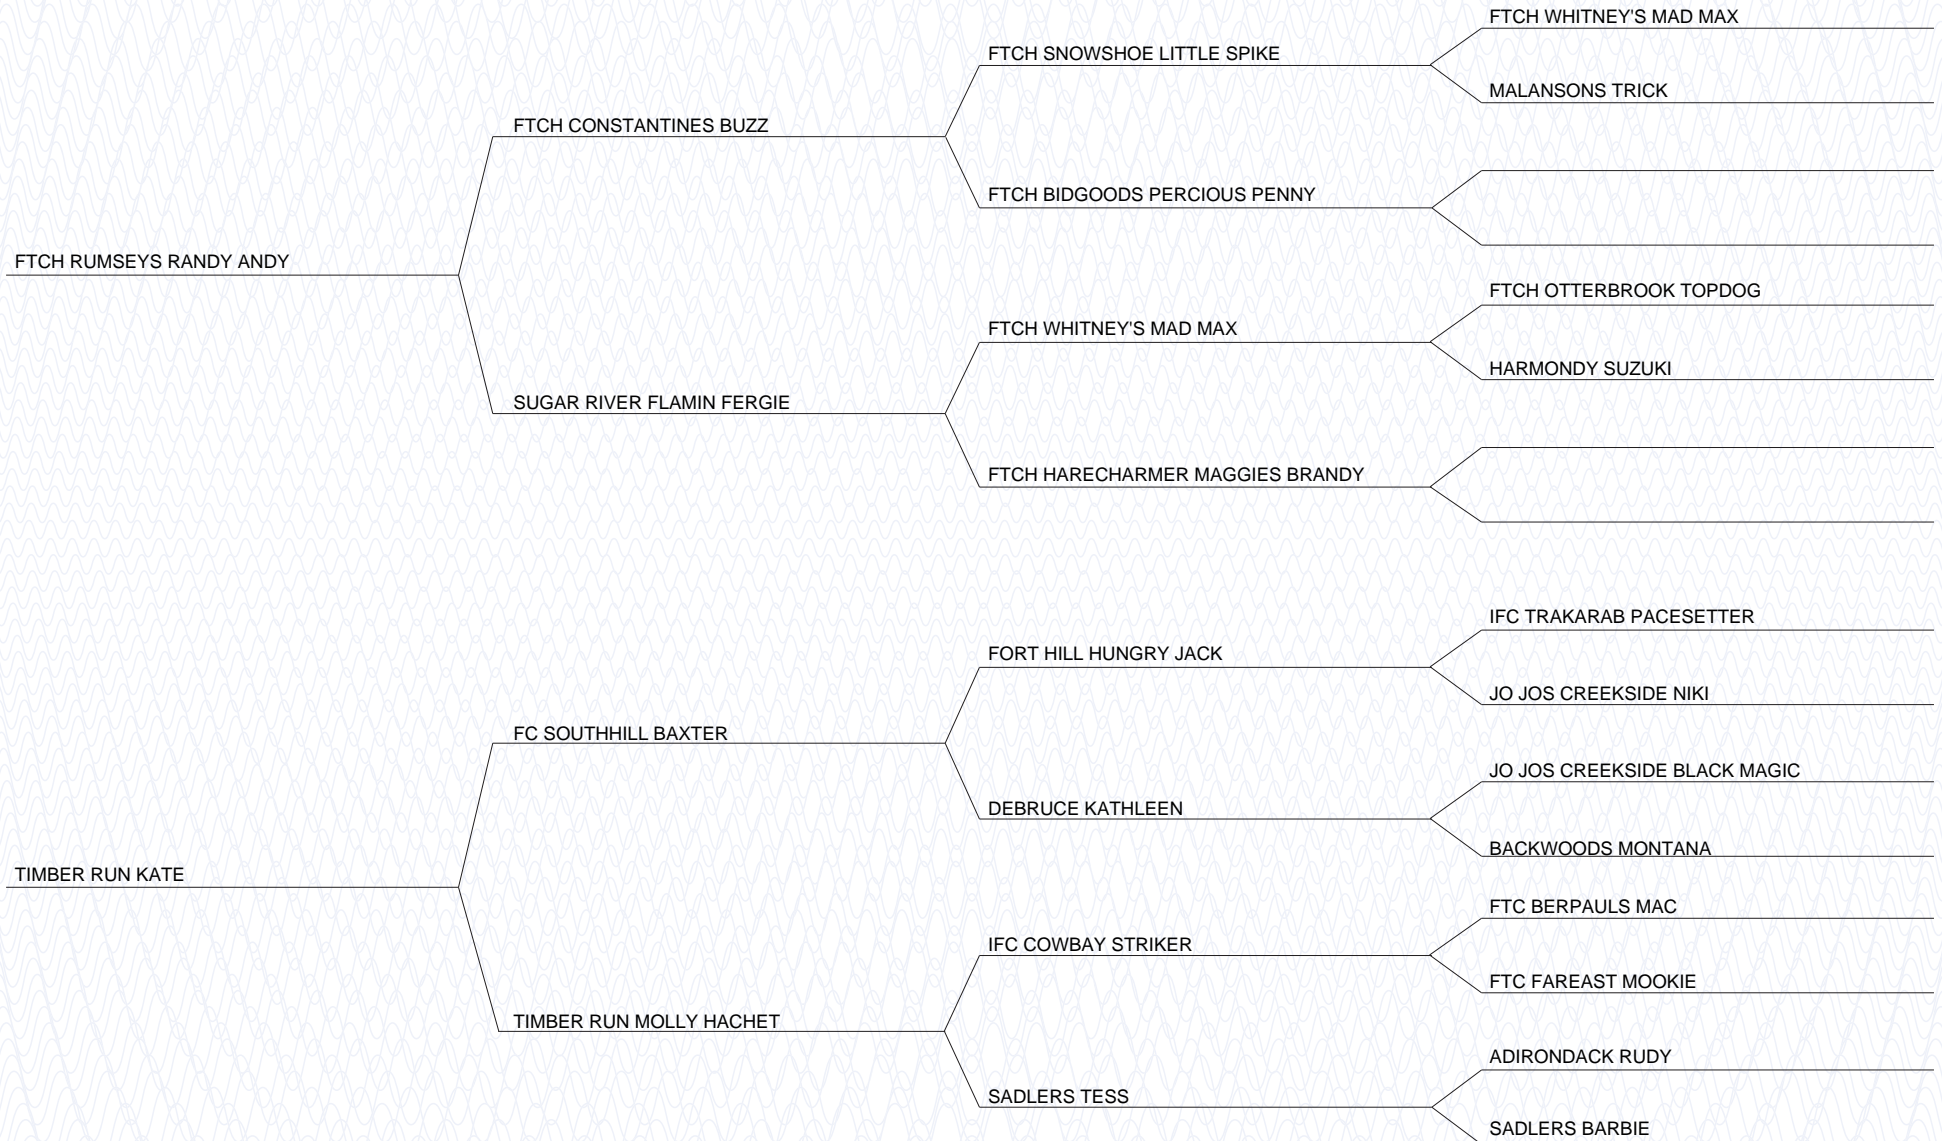 FTCH WHITNEY'S MAD MAX
FTCH SNOWSHOE LITTLE SPIKE
MALANSONS TRICK
FTCH CONSTANTINES BUZZ
FTCH BIDGOODS PERCIOUS PENNY
FTCH RUMSEYS RANDY ANDY
FTCH OTTERBROOK TOPDOG
FTCH WHITNEY'S MAD MAX
HARMONDY SUZUKI
SUGAR RIVER FLAMIN FERGIE
FTCH HARECHARMER MAGGIES BRANDY
IFC TRAKARAB PACESETTER
FORT HILL HUNGRY JACK
JO JOS CREEKSIDE NIKI
FC SOUTHHILL BAXTER
JO JOS CREEKSIDE BLACK MAGIC
DEBRUCE KATHLEEN
BACKWOODS MONTANA
TIMBER RUN KATE
FTC BERPAULS MAC
IFC COWBAY STRIKER
FTC FAREAST MOOKIE
TIMBER RUN MOLLY HACHET
ADIRONDACK RUDY
SADLERS TESS
SADLERS BARBIE